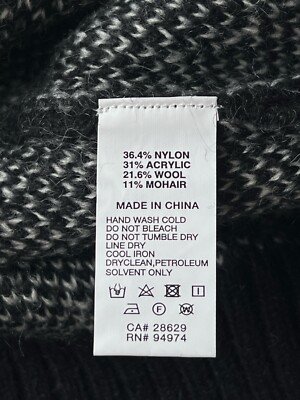 36.4% NYLON
31% ACRYLIC
21.6% WOOL
11% MOHAIR
MADE IN CHINA
HAND WASH COLD
DO NOT BLEACH
DO NOT TUMBLE DRY
LINE DRY
COOL IRON
DRYCLEAN,PETROLEUM
SOLVENT ONLY
F W
CA# 28629
RN# 94974